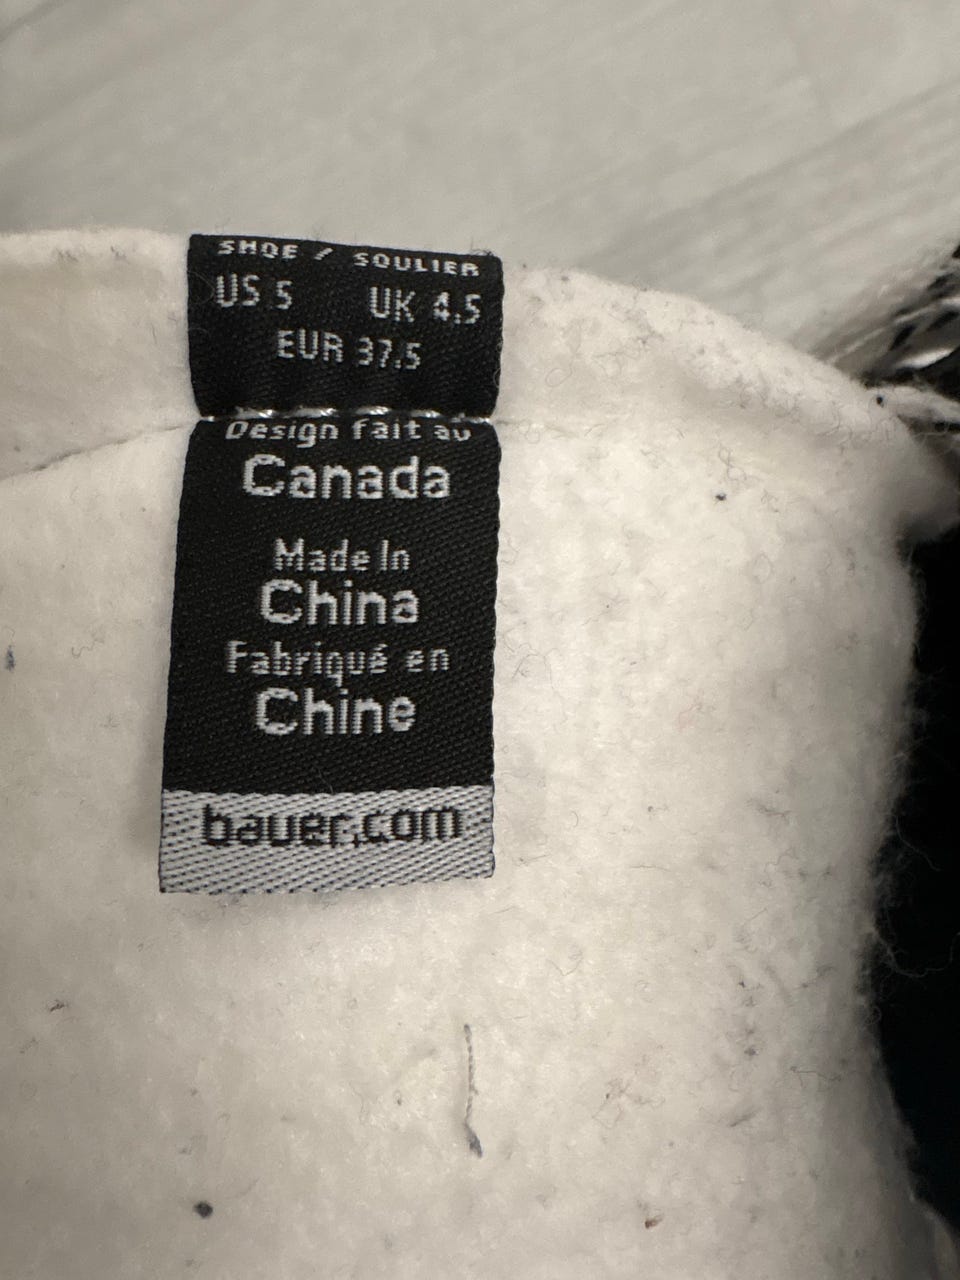 SHOE / SOULIER
US 5 UK 4.5
EUR 37.5
Design fait au
Canada
Made In
China
Fabriqué en
Chine
bauer.com